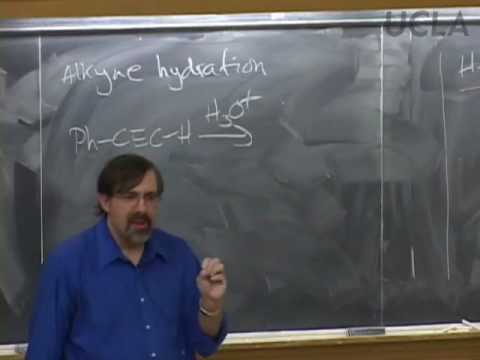 UCLA
Alkyne hydration
H
H₃O⁺
Ph-C≡C-H →